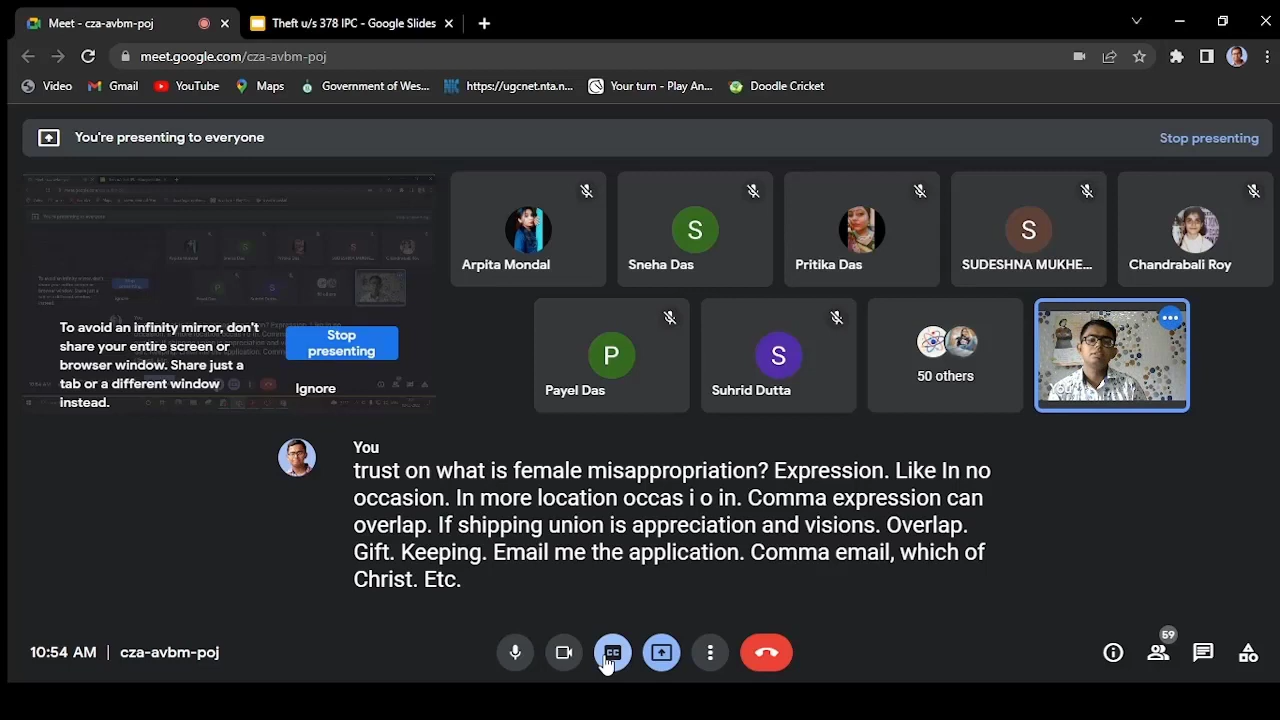 Meet - cza-avbm-poj
Theft u/s 378 IPC - Google Slides
meet.google.com/cza-avbm-poj
Video
Gmail
YouTube
Maps
Government of Wes...
https://ugcnet.nta.n...
Your turn - Play An...
Doodle Cricket
You're presenting to everyone
Stop presenting
To avoid an infinity mirror, don't
share your entire screen or
browser window. Share just a
tab or a different window
instead.
Stop
presenting
Ignore
Arpita Mondal
S
Sneha Das
Pritika Das
S
SUDESHNA MUKHE...
Chandrabali Roy
P
Payel Das
S
Suhrid Dutta
50 others
You
trust on what is female misappropriation? Expression. Like In no
occasion. In more location occas i o in. Comma expression can
overlap. If shipping union is appreciation and visions. Overlap.
Gift. Keeping. Email me the application. Comma email, which of
Christ. Etc.
10:54 AM | cza-avbm-poj
CC
59